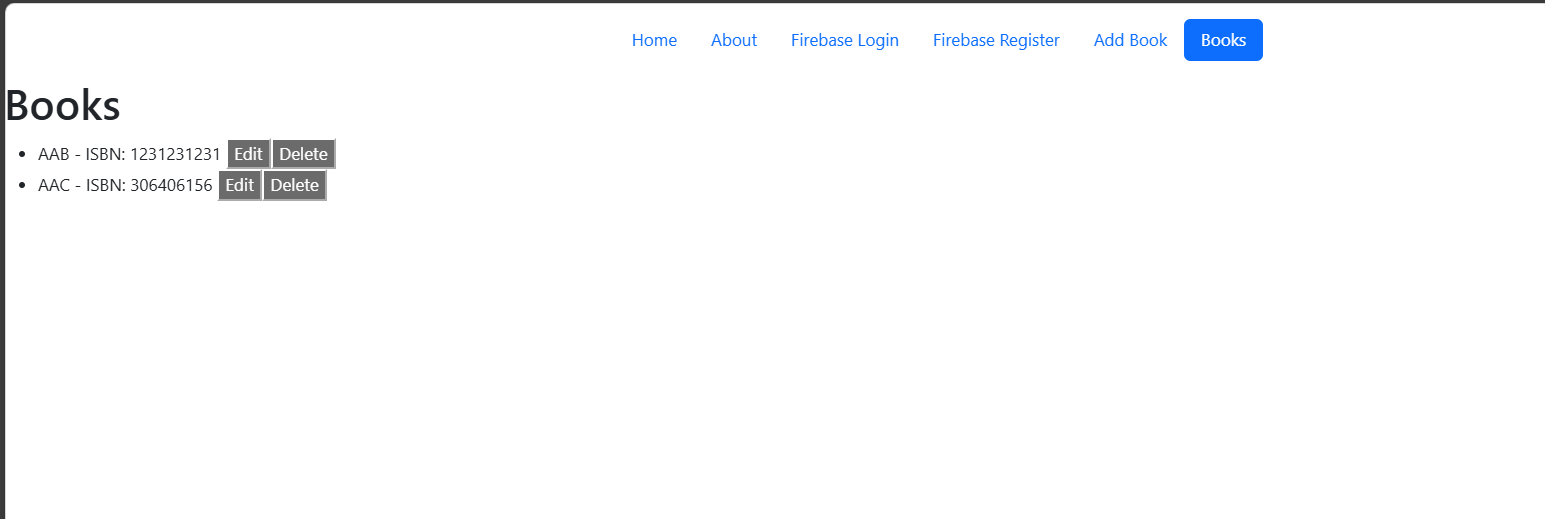 Home About Firebase Login Firebase Register Add Book Books
Books
AAB - ISBN: 1231231231 Edit Delete
AAC - ISBN: 306406156 Edit Delete